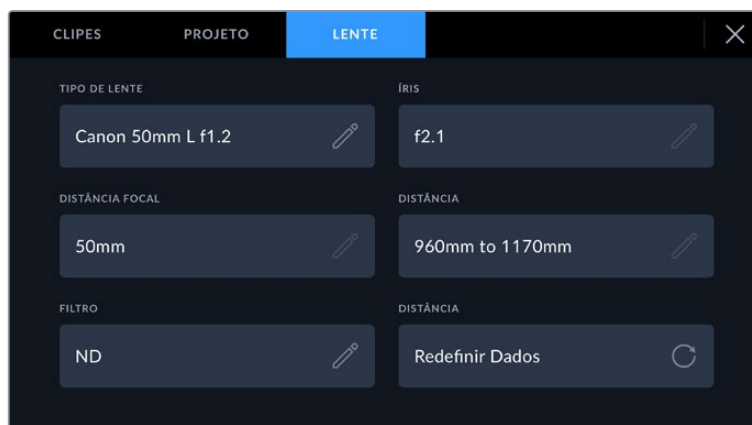 CLIPES PROJETO LENTE
TIPO DE LENTE ÍRIS
Canon 50mm L f1.2 f2.1
DISTÂNCIA FOCAL DISTÂNCIA
50mm 960mm to 1170mm
FILTRO DISTÂNCIA
ND Redefinir Dados